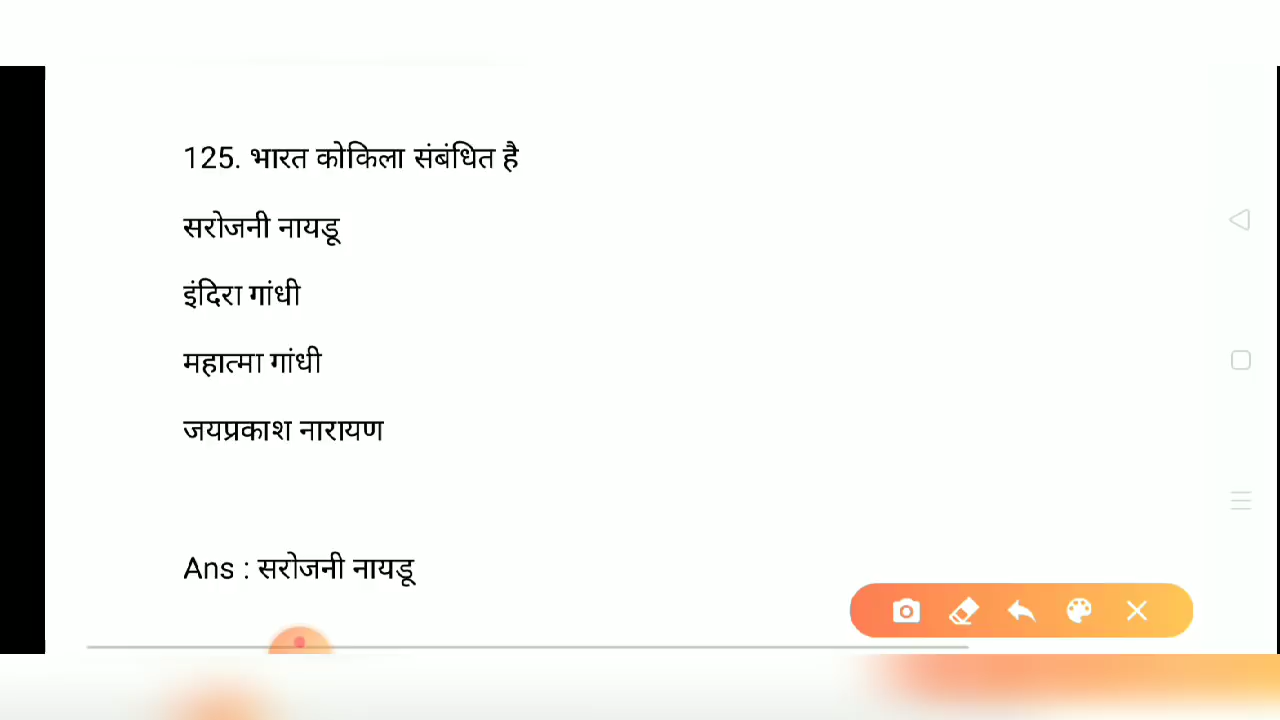 125. भारत कोकिला संबंधित है
सरोजनी नायडू
इंदिरा गांधी
महात्मा गांधी
जयप्रकाश नारायण
Ans : सरोजनी नायडू